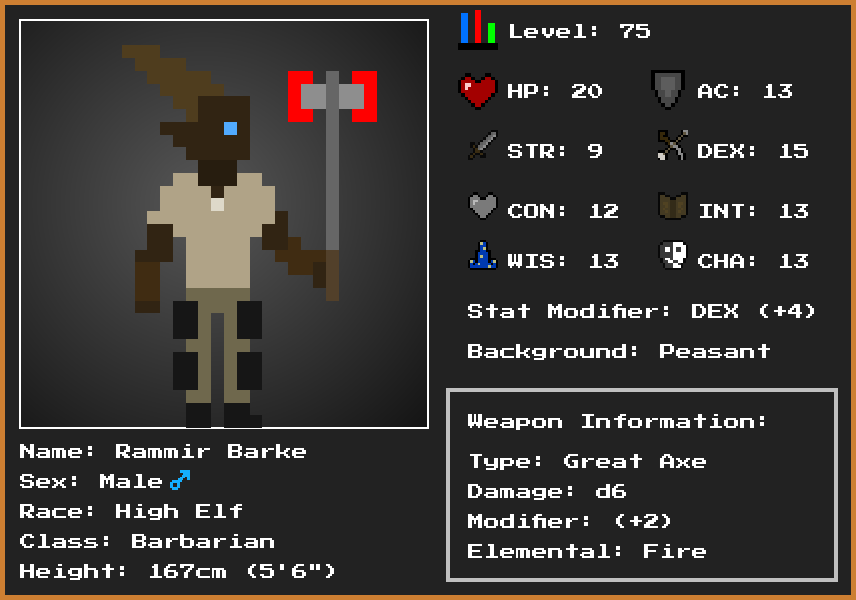 Level: 75
HP: 20
AC: 13
STR: 9
DEX: 15
CON: 12
INT: 13
WIS: 13
CHA: 13
Stat Modifier: DEX (+4)
Background: Peasant
Weapon Information:
Type: Great Axe
Damage: d6
Modifier: (+2)
Elemental: Fire
Name: Rammir Barke
Sex: Male ♂
Race: High Elf
Class: Barbarian
Height: 167cm (5'6")